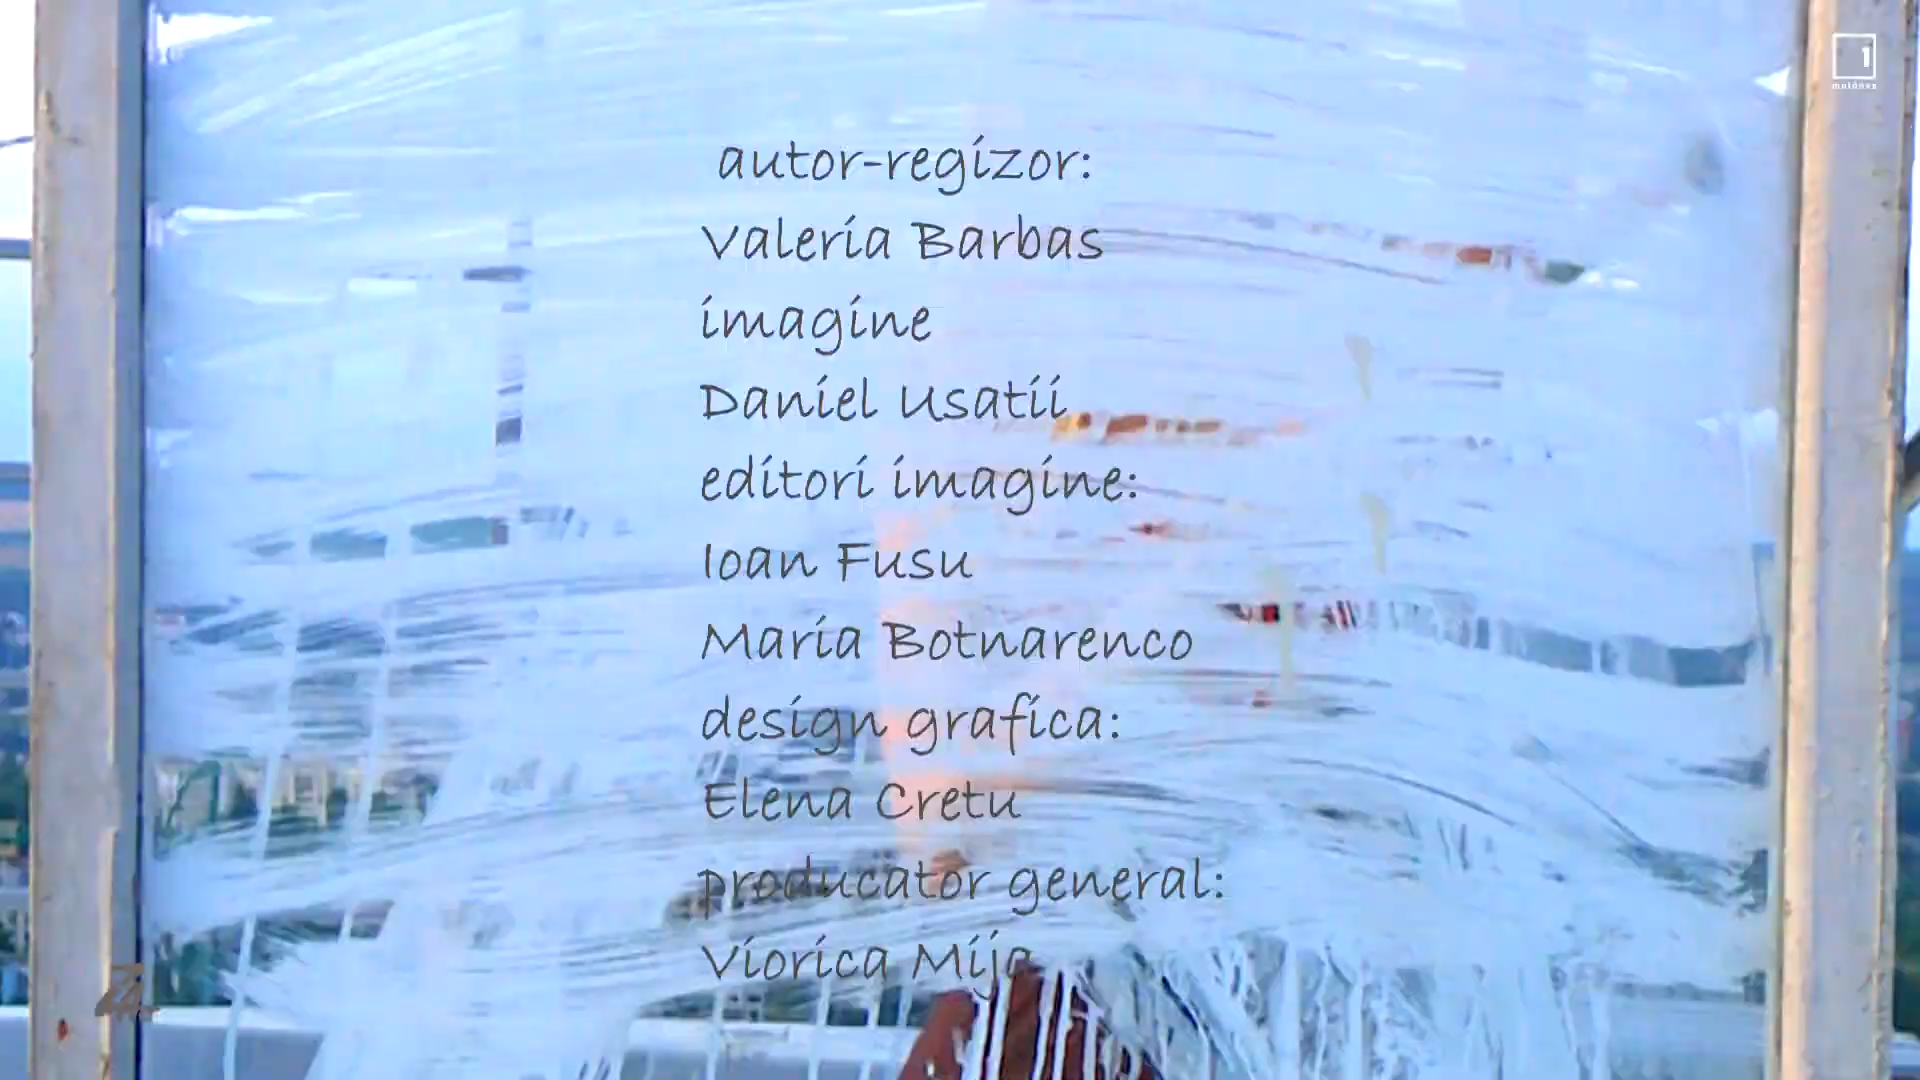 1
autor-regizor:
Valeria Barbas
imagine
Daniel Usatii
editori imagine:
Ioan Fusu
Maria Botnarenco
design grafica:
Elena Cretu
producator general:
Viorica Mija